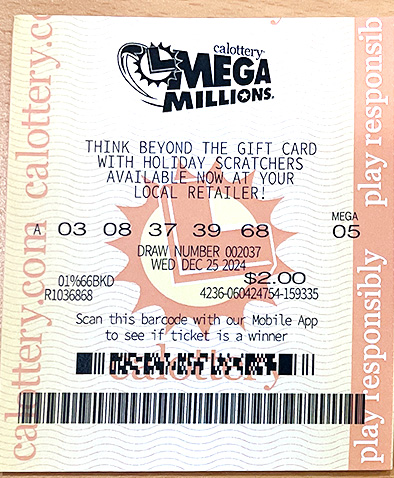 calottery
MEGA
MILLIONS.
THINK BEYOND THE GIFT CARD
WITH HOLIDAY SCRATCHERS
AVAILABLE NOW AT YOUR
LOCAL RETAILER!
MEGA
A 03 08 37 39 68 05
DRAW NUMBER 002037
WED DEC 25 2024
01%66BKD $2.00
R1036868 4236-060424754-159335
Scan this barcode with our Mobile App
to see if ticket is a winner
calottery
calottery.com calottery.c
play responsibly play responsib